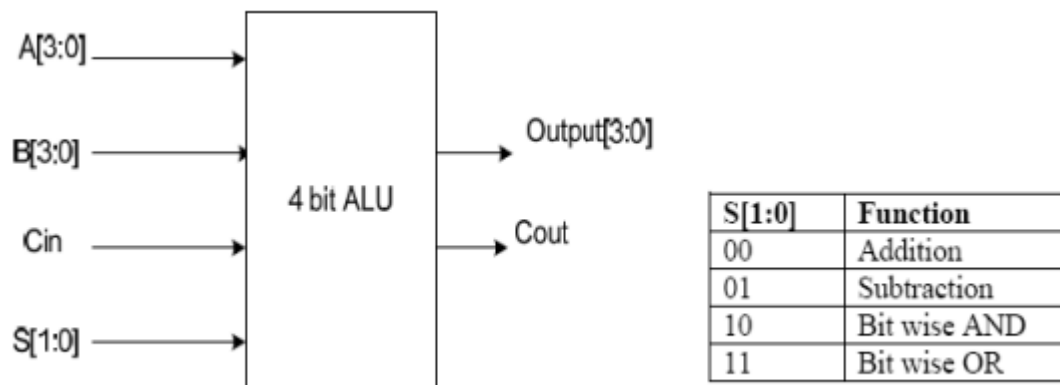 A[3:0]
B[3:0]
Cin
S[1:0]
4 bit ALU
Output[3:0]
Cout
S[1:0] Function
00 Addition
01 Subtraction
10 Bit wise AND
11 Bit wise OR